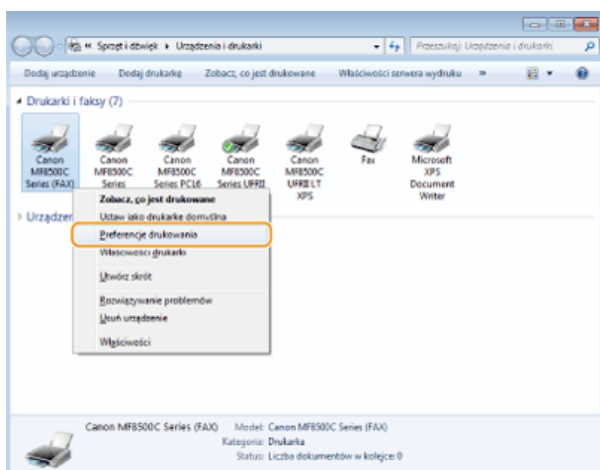 « Sprzęt i dźwięk ▸ Urządzenia i drukarki
Przeszukaj: Urządzenia i drukarki
Dodaj urządzenie Dodaj drukarkę Zobacz, co jest drukowane Właściwości serwera wydruku »
Drukarki i faksy (7)
Canon MF8500C Series (FAX)
Canon MF8500C Series
Canon MF8500C Series PCL6
Canon MF8500C Series UFRII
Canon MF8500C UFRII LT XPS
Fax
Microsoft XPS Document Writer
Urządzen
Zobacz, co jest drukowane
Ustaw jako drukarkę domyślną
Preferencje drukowania
Właściwości drukarki
Utwórz skrót
Rozwiązywanie problemów
Usuń urządzenie
Właściwości
Canon MF8500C Series (FAX) Model: Canon MF8500C Series (FAX)
Kategoria: Drukarka
Status: Liczba dokumentów w kolejce: 0